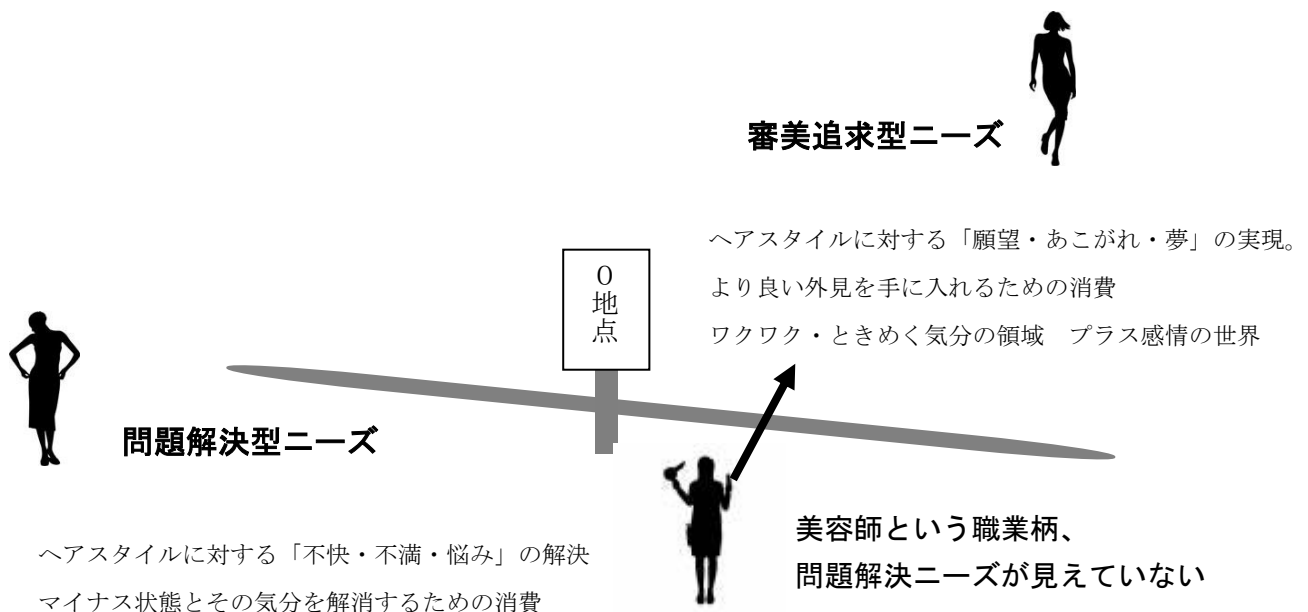 審美追求型ニーズ
ヘアスタイルに対する「願望・あこがれ・夢」の実現。
より良い外見を手に入れるための消費
ワクワク・ときめく気分の領域　プラス感情の世界
０地点
問題解決型ニーズ
美容師という職業柄、
問題解決ニーズが見えていない
ヘアスタイルに対する「不快・不満・悩み」の解決
マイナス状態とその気分を解消するための消費